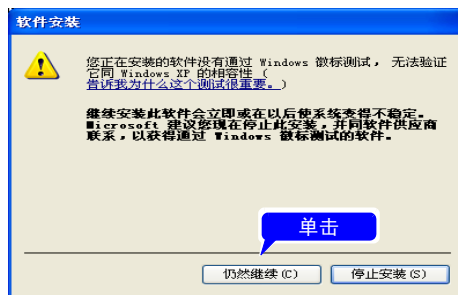 软件安装
您正在安装的软件没有通过 Windows 徽标测试，无法验证
它同 Windows XP 的相容性（
告诉我为什么这个测试很重要。）
继续安装此软件会立即或在以后使系统变得不稳定。
Microsoft 建议您现在停止此安装，并同软件供应商
联系，以获得通过 Windows 徽标测试的软件。
单击
仍然继续(C)
停止安装(S)